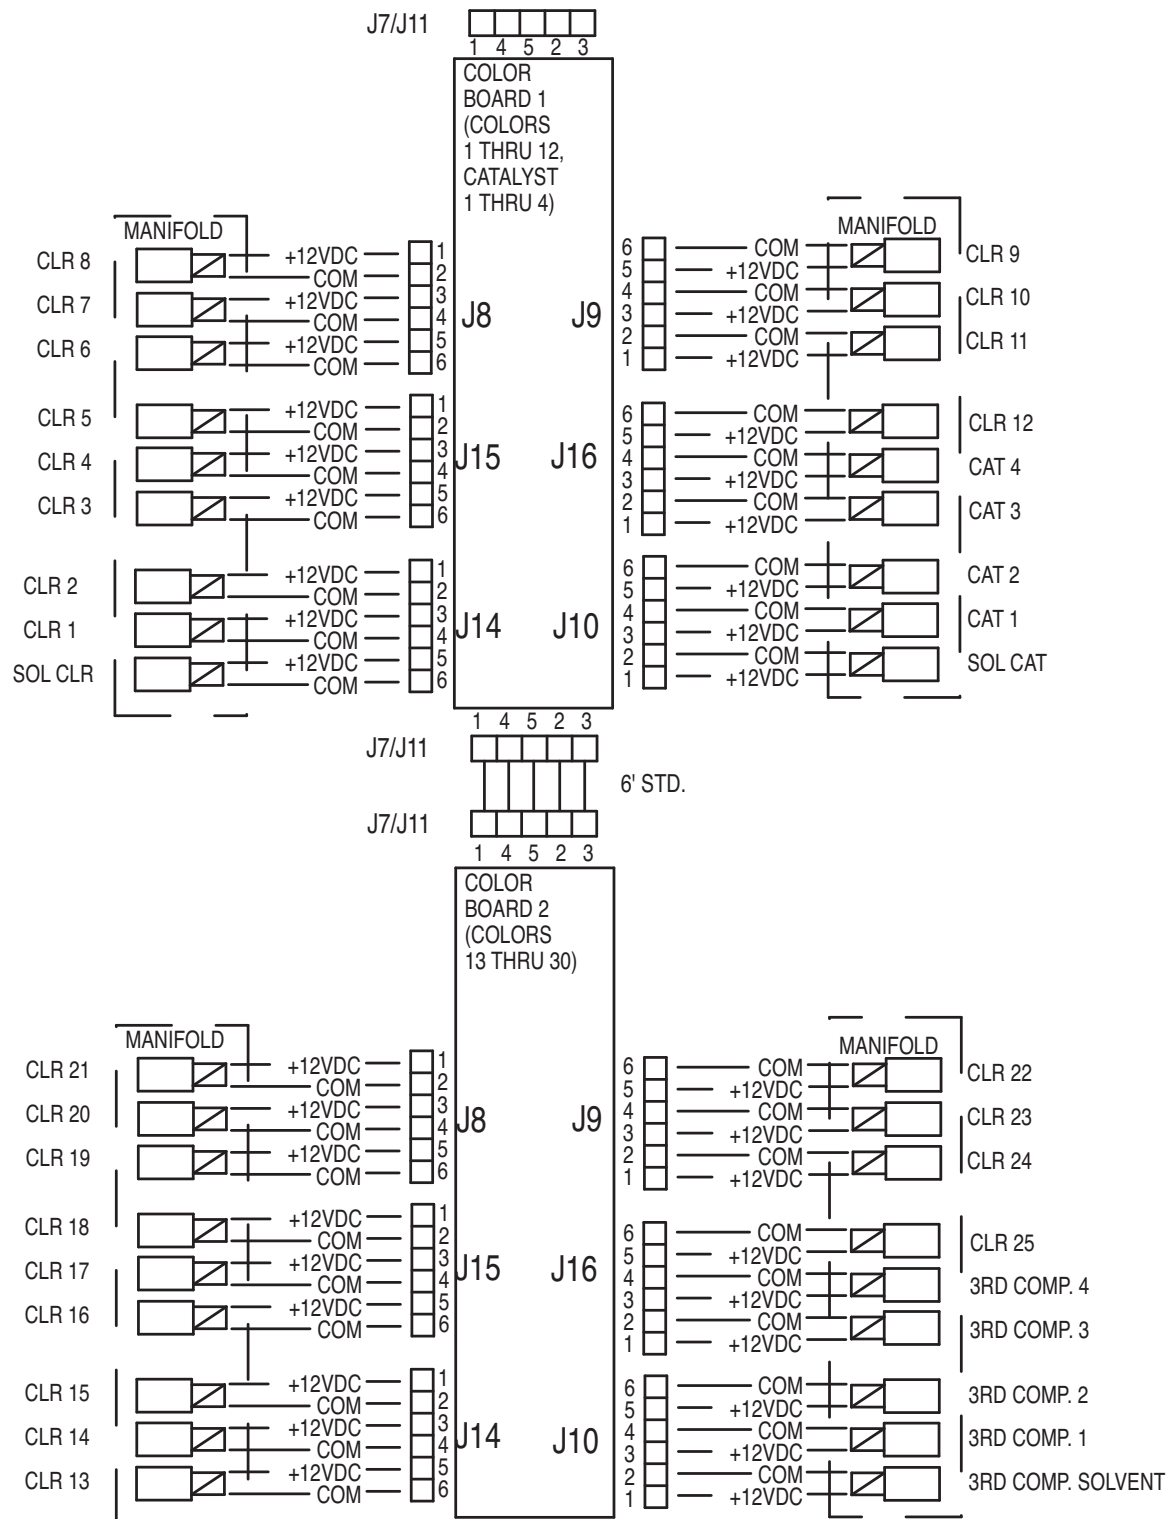 J7/J11
1 4 5 2 3
COLOR
BOARD 1
(COLORS
1 THRU 12,
CATALYST
1 THRU 4)
MANIFOLD
CLR 8
+12VDC
1
COM
2
CLR 7
+12VDC
3
COM
4
CLR 6
+12VDC
5
COM
6
J8
CLR 5
+12VDC
1
COM
2
CLR 4
+12VDC
3
COM
4
CLR 3
+12VDC
5
COM
6
J15
CLR 2
+12VDC
1
COM
2
CLR 1
+12VDC
3
COM
4
SOL CLR
+12VDC
5
COM
6
J14
MANIFOLD
J9
6
COM
CLR 9
5
+12VDC
4
COM
CLR 10
3
+12VDC
2
COM
CLR 11
1
+12VDC
J16
6
COM
CLR 12
5
+12VDC
4
COM
CAT 4
3
+12VDC
2
COM
CAT 3
1
+12VDC
J10
6
COM
CAT 2
5
+12VDC
4
COM
CAT 1
3
+12VDC
2
COM
SOL CAT
1
+12VDC
1 4 5 2 3
J7/J11
6' STD.
J7/J11
1 4 5 2 3
COLOR
BOARD 2
(COLORS
13 THRU 30)
MANIFOLD
CLR 21
+12VDC
1
COM
2
CLR 20
+12VDC
3
COM
4
CLR 19
+12VDC
5
COM
6
J8
CLR 18
+12VDC
1
COM
2
CLR 17
+12VDC
3
COM
4
CLR 16
+12VDC
5
COM
6
J15
CLR 15
+12VDC
1
COM
2
CLR 14
+12VDC
3
COM
4
CLR 13
+12VDC
5
COM
6
J14
MANIFOLD
J9
6
COM
CLR 22
5
+12VDC
4
COM
CLR 23
3
+12VDC
2
COM
CLR 24
1
+12VDC
J16
6
COM
CLR 25
5
+12VDC
4
COM
3RD COMP. 4
3
+12VDC
2
COM
3RD COMP. 3
1
+12VDC
J10
6
COM
3RD COMP. 2
5
+12VDC
4
COM
3RD COMP. 1
3
+12VDC
2
COM
3RD COMP. SOLVENT
1
+12VDC